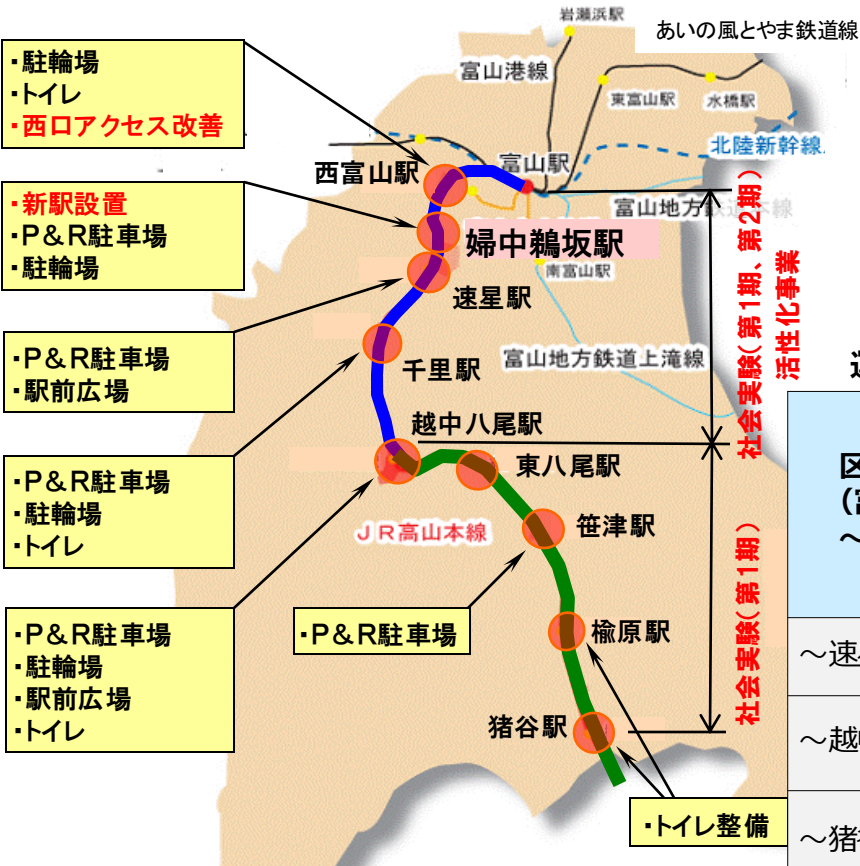 岩瀬浜駅
あいの風とやま鉄道線
富山港線
東富山駅
水橋駅
北陸新幹線
富山駅
西富山駅
富山地方鉄道本線
婦中鵜坂駅
南富山駅
速星駅
千里駅
富山地方鉄道上滝線
越中八尾駅
東八尾駅
笹津駅
JR高山本線
楡原駅
猪谷駅
・駐輪場
・トイレ
・西口アクセス改善
・新駅設置
・P&R駐車場
・駐輪場
・P&R駐車場
・駅前広場
・P&R駐車場
・駐輪場
・トイレ
・P&R駐車場
・駐輪場
・駅前広場
・トイレ
・P&R駐車場
・トイレ整備
社会実験(第1期、第2期)
活性化事業
社会実験(第1期)
区
(富
～
～速
～越
～猪